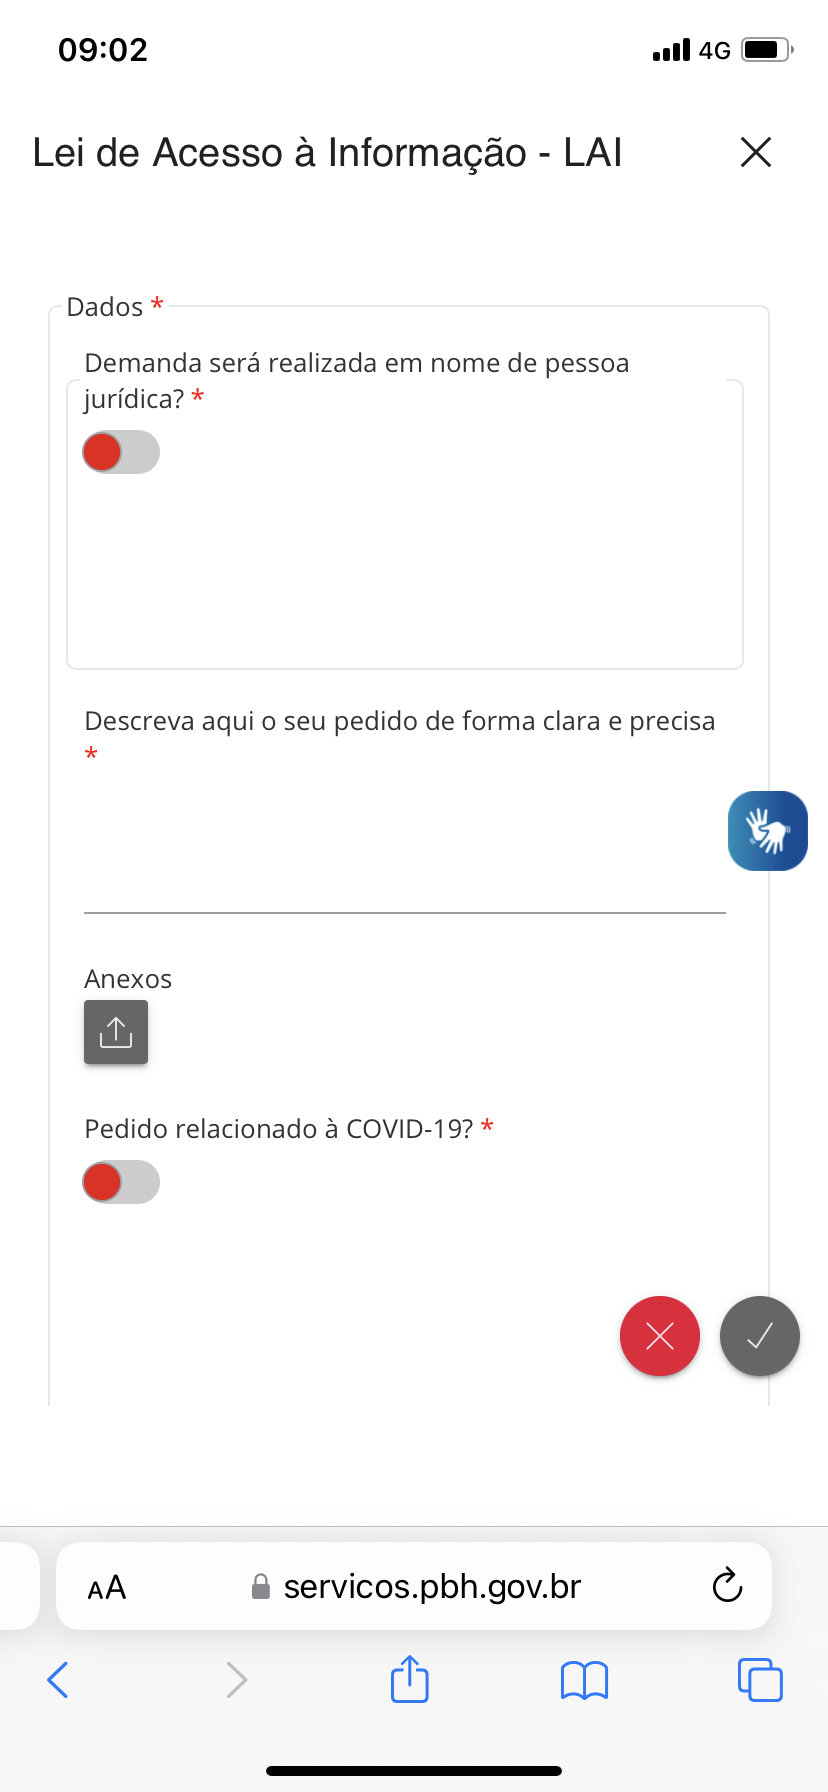 09:02
4G
Lei de Acesso à Informação - LAI
Dados *
Demanda será realizada em nome de pessoa
jurídica? *
Descreva aqui o seu pedido de forma clara e precisa
*
Anexos
Pedido relacionado à COVID-19? *
AA
servicos.pbh.gov.br